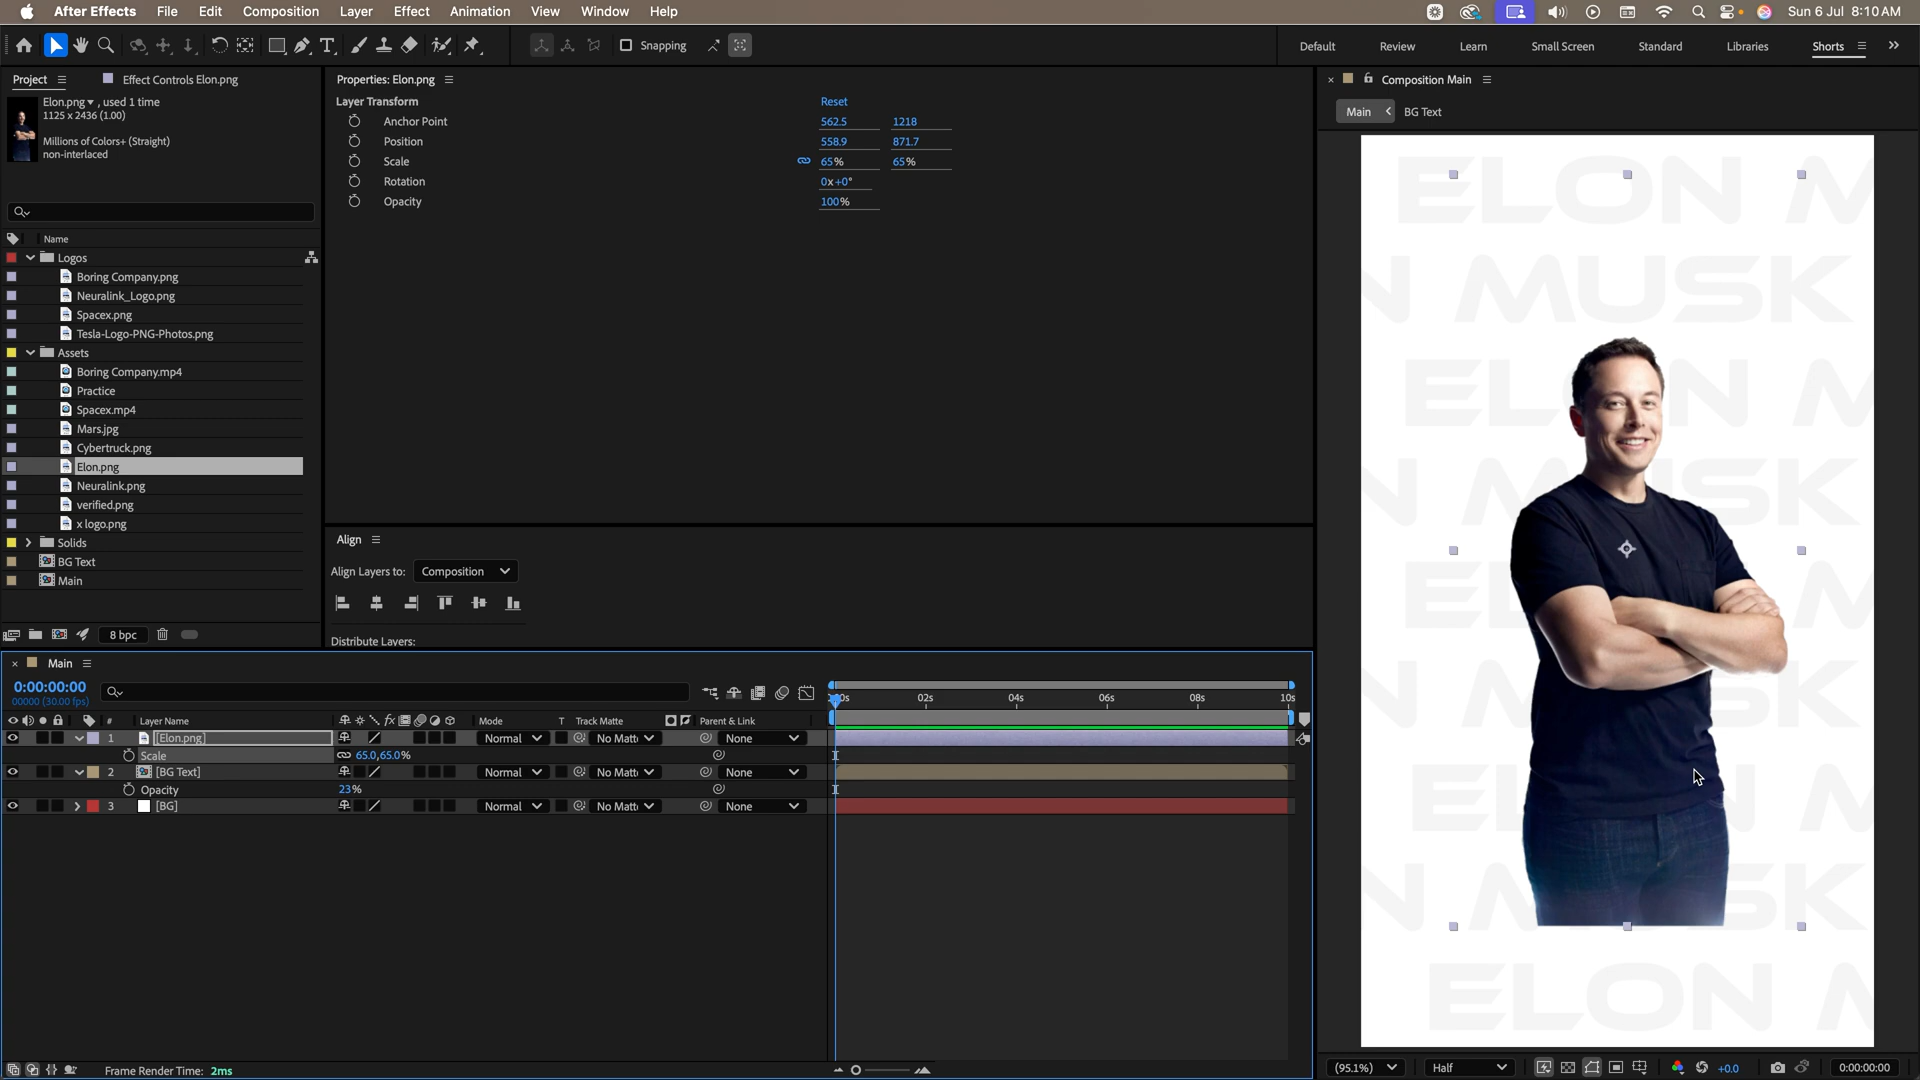 After Effects File Edit Composition Layer Effect Animation View Window Help Sun 6 Jul 8:10 AM
Snapping Default Review Learn Small Screen Standard Libraries Shorts
Project Effect Controls Elon.png
Elon.png , used 1 time
1125 x 2436 (1.00)
Millions of Colors+ (Straight)
non-interlaced
Name
Logos
Boring Company.png
Neuralink_Logo.png
Spacex.png
Tesla-Logo-PNG-Photos.png
Assets
Boring Company.mp4
Practice
Spacex.mp4
Mars.jpg
Cybertruck.png
Elon.png
Neuralink.png
verified.png
x logo.png
Solids
BG Text
Main
8 bpc
Properties: Elon.png
Layer Transform Reset
Anchor Point 562.5 1218
Position 558.9 871.7
Scale 65% 65%
Rotation 0x+0°
Opacity 100%
Align
Align Layers to: Composition
Distribute Layers:
Composition Main
Main BG Text
ELON M
N MUSK
ELON M
N MUSK
ELON M
N MUSK
ELON M
N MUSK
ELON M
(95.1%) Half +0.0 0:00:00:00
Main
0:00:00:00
00000 (30.00 fps)
:00s 02s 04s 06s 08s 10s
# Layer Name Mode T Track Matte Parent & Link
1 [Elon.png] Normal No Matt None
Scale 65.0,65.0%
2 [BG Text] Normal No Matt None
Opacity 23%
3 [BG] Normal No Matt None
Frame Render Time: 2ms